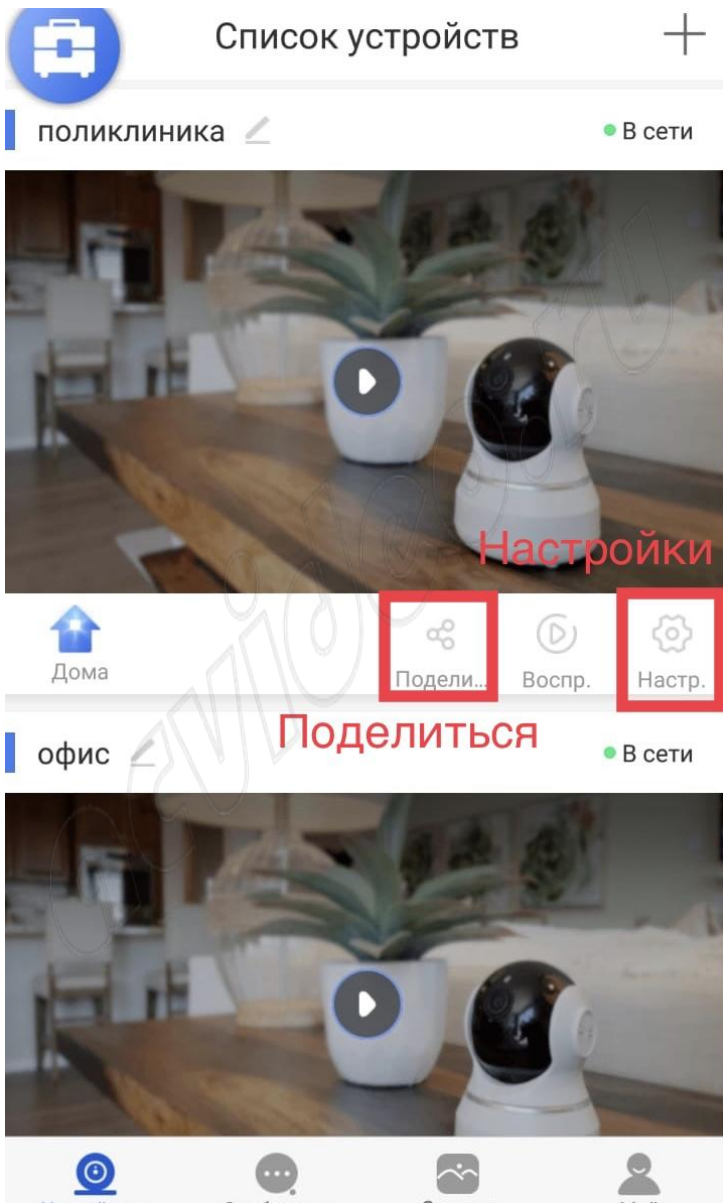 Список устройств
поликлиника
В сети
Настройки
Дома
Подели...
Воспр.
Настр.
Поделиться
офис
В сети